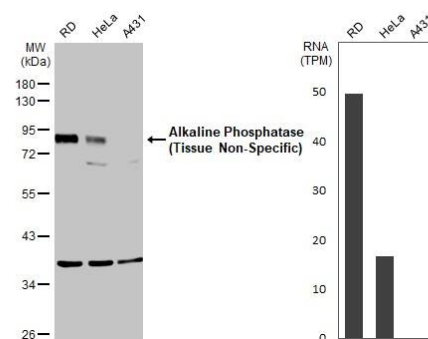 MW
(kDa)
RD
HeLa
A431
180
130
95
72
55
43
34
26
Alkaline Phosphatase
(Tissue Non-Specific)
RNA
(TPM)
RD
HeLa
50
40
30
20
10
0